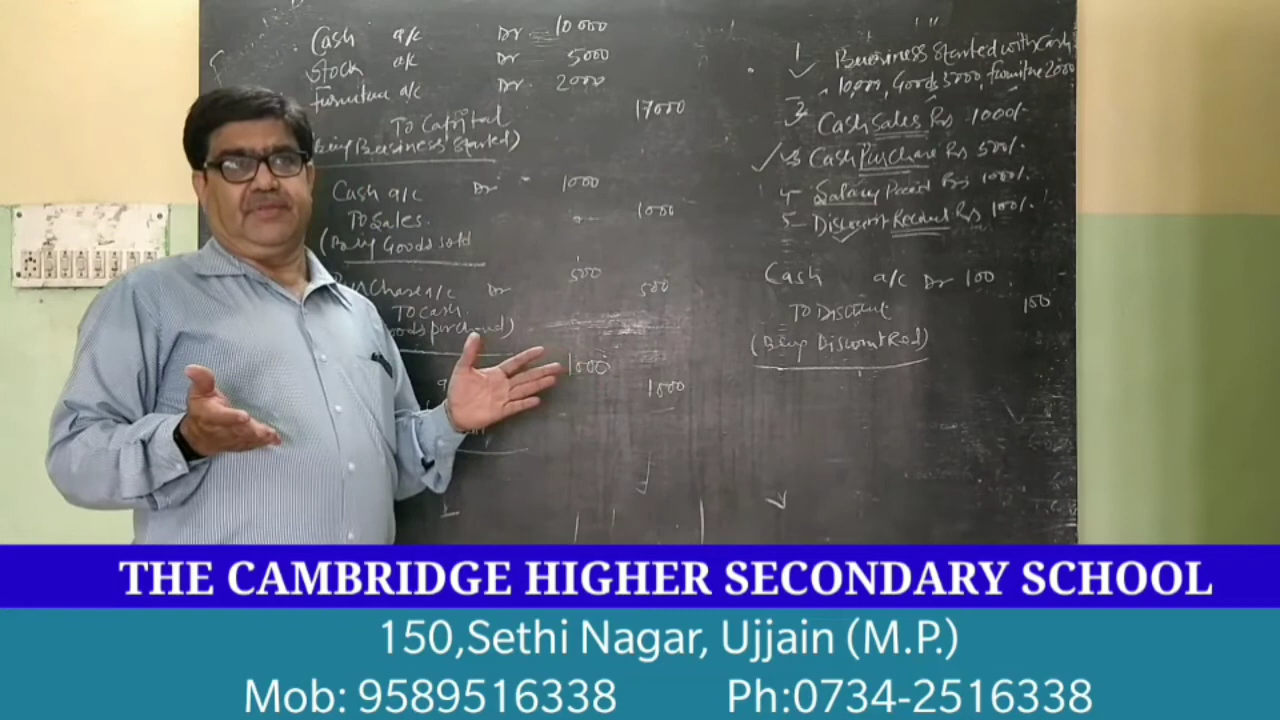 Cash a/c Dr. 10000
Stock a/c Dr 5000
furniture a/c Dr. 2000
To Capital 17000
Being Business Started)
Cash a/c Dr 1000
To Sales. 1000
(Being Goods sold
Purchase a/c Dr 500
To Cash 500
Goods purchased)
1000
1000
1 Business Started with Cash
10,000, Goods 5000, furniture 2000
2 Cash Sales Rs 1000/-
3 Cash Purchase Rs 500/-
4- Salary Paid Rs 1000/-
5- Discount Received Rs 100/-
Cash a/c Dr 100
To Discount 100
(Being Discount Recd)
THE CAMBRIDGE HIGHER SECONDARY SCHOOL
150,Sethi Nagar, Ujjain (M.P.)
Mob: 9589516338 Ph:0734-2516338